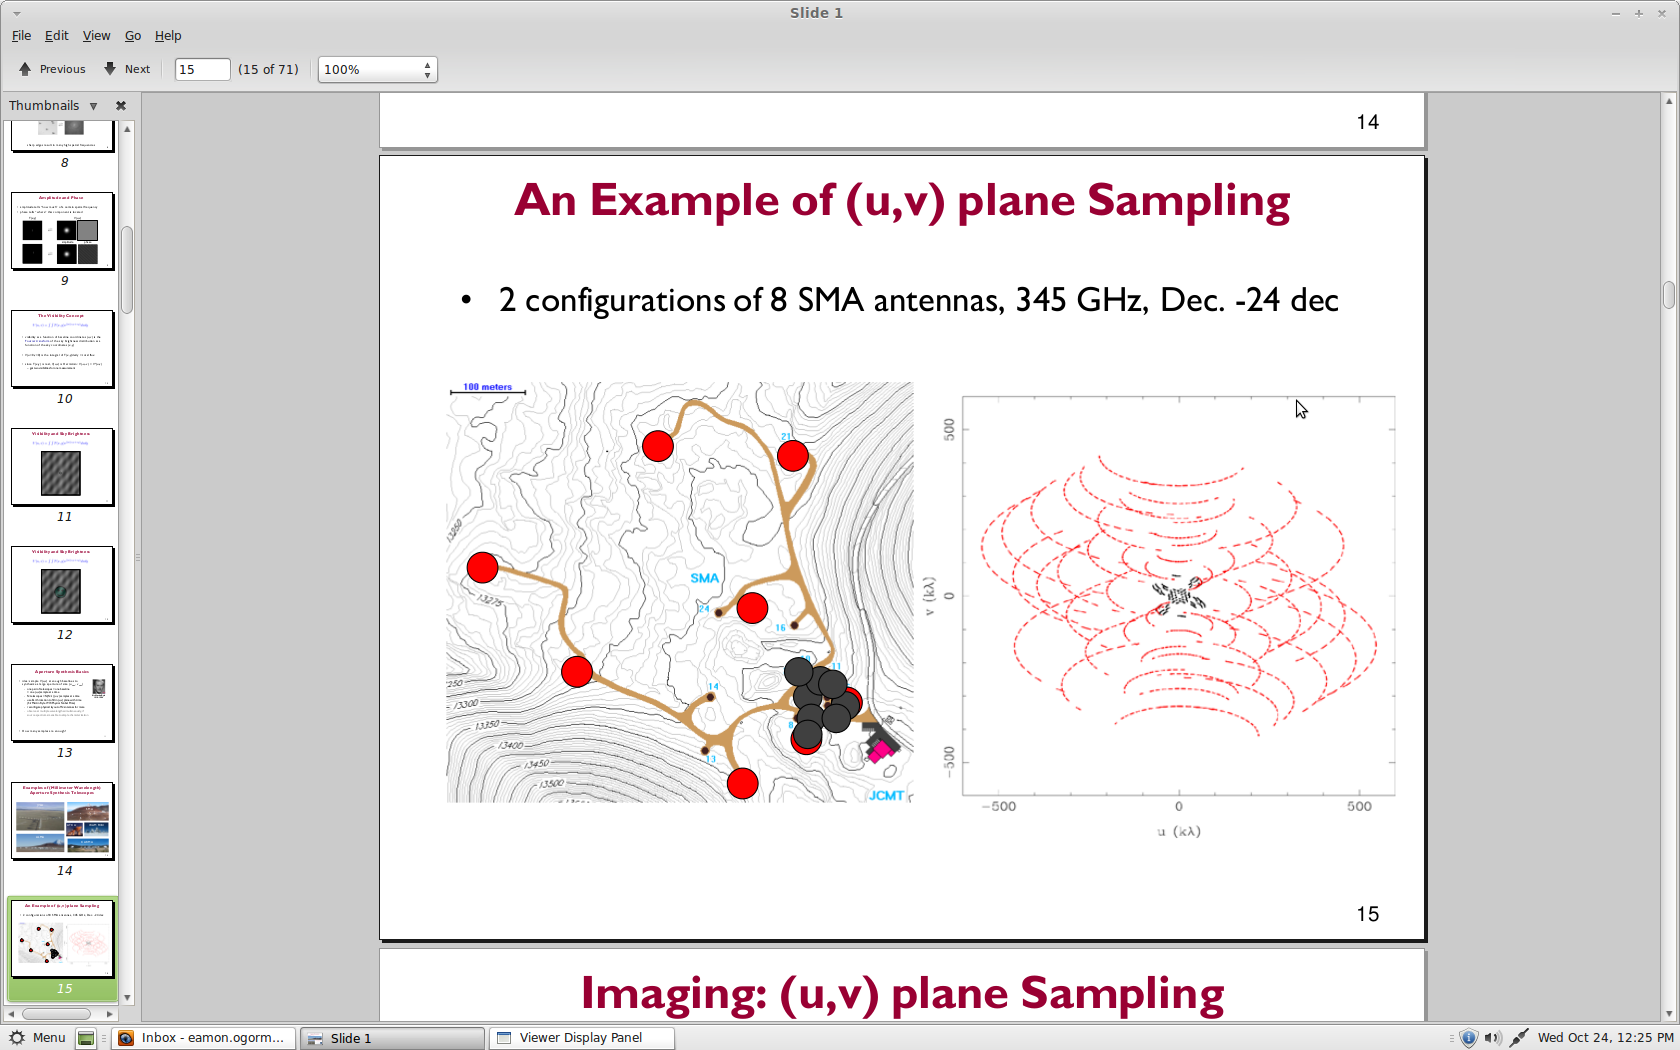 Slide 1
File Edit View Go Help
Previous Next 15 (15 of 71) 100%
Thumbnails
8
Amplitude and Phase
9
The Visibility Concept
10
Visibility and Sky Brightness
11
Visibility and Sky Brightness
12
Aperture Synthesis Basics
13
Examples of (Millimeter Wavelength)
Aperture Synthesis Telescopes
14
An Example of (u,v) plane Sampling
15
14
An Example of (u,v) plane Sampling
• 2 configurations of 8 SMA antennas, 345 GHz, Dec. -24 dec
100 meters
21
13250
SMA
13275
24
16
11
14
250
13300
13350
8
13400
13
13450
13500
JCMT
500
0
-500
v (kλ)
-500 0 500
u (kλ)
15
Imaging: (u,v) plane Sampling
Menu Inbox - eamon.ogorm... Slide 1 Viewer Display Panel Wed Oct 24, 12:25 PM